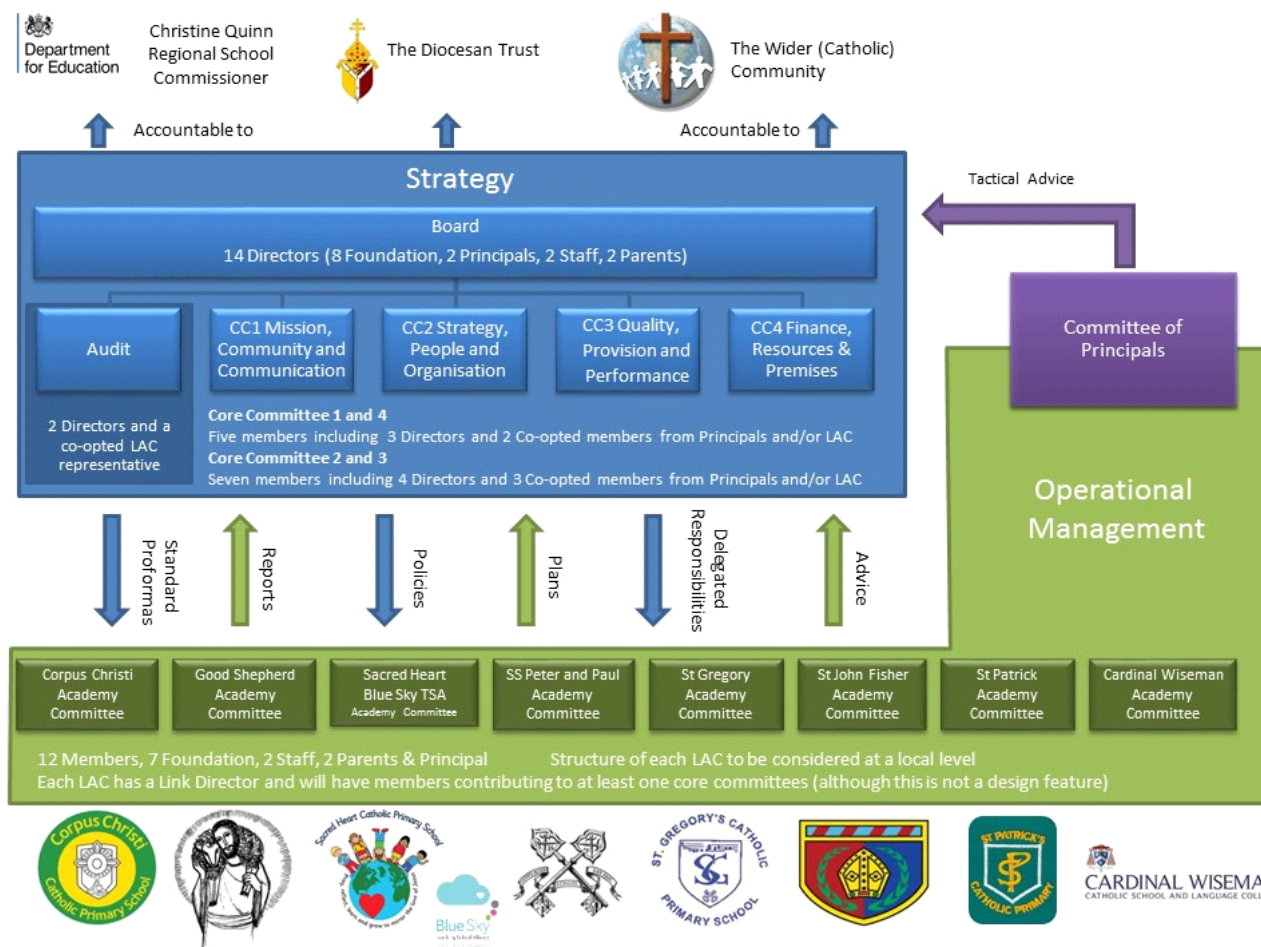 Department
for Education
Christine Quinn
Regional School
Commissioner
The Diocesan Trust
The Wider (Catholic)
Community
Accountable to
Accountable to
Strategy
Tactical Advice
Board
14 Directors (8 Foundation, 2 Principals, 2 Staff, 2 Parents)
Audit
CC1 Mission,
Community and
Communication
CC2 Strategy,
People and
Organisation
CC3 Quality,
Provision and
Performance
CC4 Finance,
Resources &
Premises
Committee of
Principals
2 Directors and a
co-opted LAC
representative
Core Committee 1 and 4
Five members including 3 Directors and 2 Co-opted members from Principals and/or LAC
Core Committee 2 and 3
Seven members including 4 Directors and 3 Co-opted members from Principals and/or LAC
Operational
Management
Standard
Proformas
Reports
Policies
Plans
Delegated
Responsibilities
Advice
Corpus Christi
Academy
Committee
Good Shepherd
Academy
Committee
Sacred Heart
Blue Sky TSA
Academy Committee
SS Peter and Paul
Academy
Committee
St Gregory
Academy
Committee
St John Fisher
Academy
Committee
St Patrick
Academy
Committee
Cardinal Wiseman
Academy
Committee
12 Members, 7 Foundation, 2 Staff, 2 Parents & Principal
Structure of each LAC to be considered at a local level
Each LAC has a Link Director and will have members contributing to at least one core committees (although this is not a design feature)
Corpus Christi
Catholic Primary School
Sacred Heart Catholic Primary School
Blue Sky
ST. GREGORY'S CATHOLIC
PRIMARY SCHOOL
ST PATRICK'S
CATHOLIC PRIMARY
CARDINAL WISEMA
CATHOLIC SCHOOL AND LANGUAGE COLL